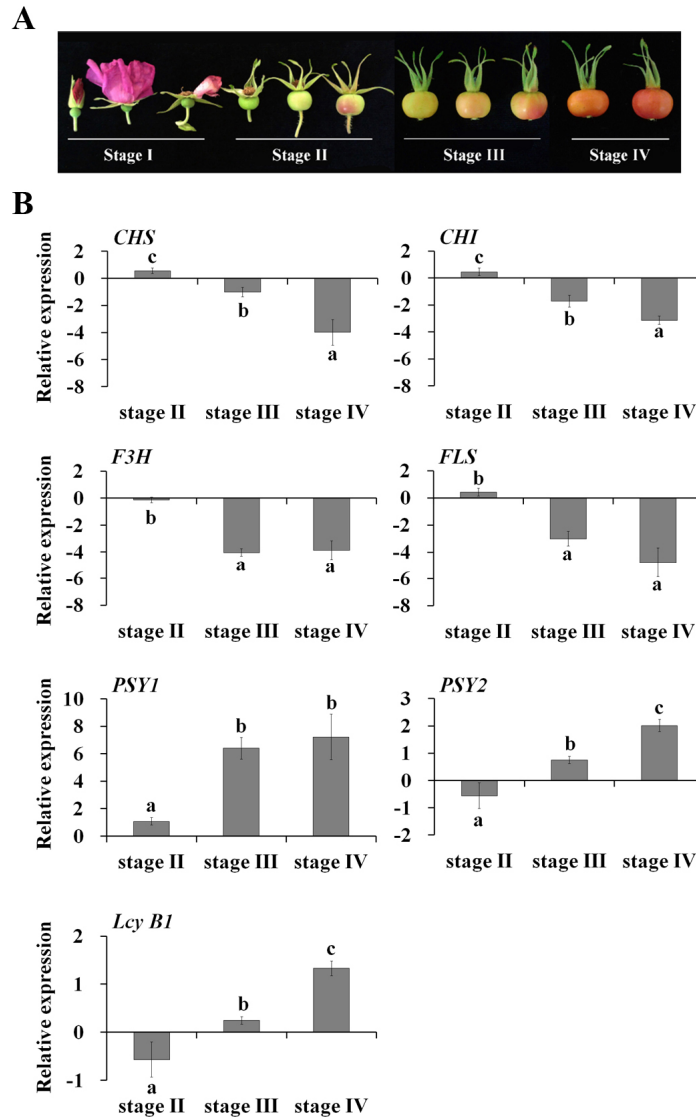 A
Stage I Stage II Stage III Stage IV
B
CHS
Relative expression
2
0
-2
-4
-6
-8
c
b
a
stage II stage III stage IV
CHI
2
0
-2
-4
-6
-8
c
b
a
stage II stage III stage IV
F3H
Relative expression
2
0
-2
-4
-6
-8
b
a
a
stage II stage III stage IV
FLS
2
0
-2
-4
-6
-8
b
a
a
stage II stage III stage IV
PSY1
Relative expression
10
8
6
4
2
0
a
b
b
stage II stage III stage IV
PSY2
3
2
1
0
-1
-2
a
b
c
stage II stage III stage IV
Lcy B1
Relative expression
2
1
0
-1
a
b
c
stage II stage III stage IV